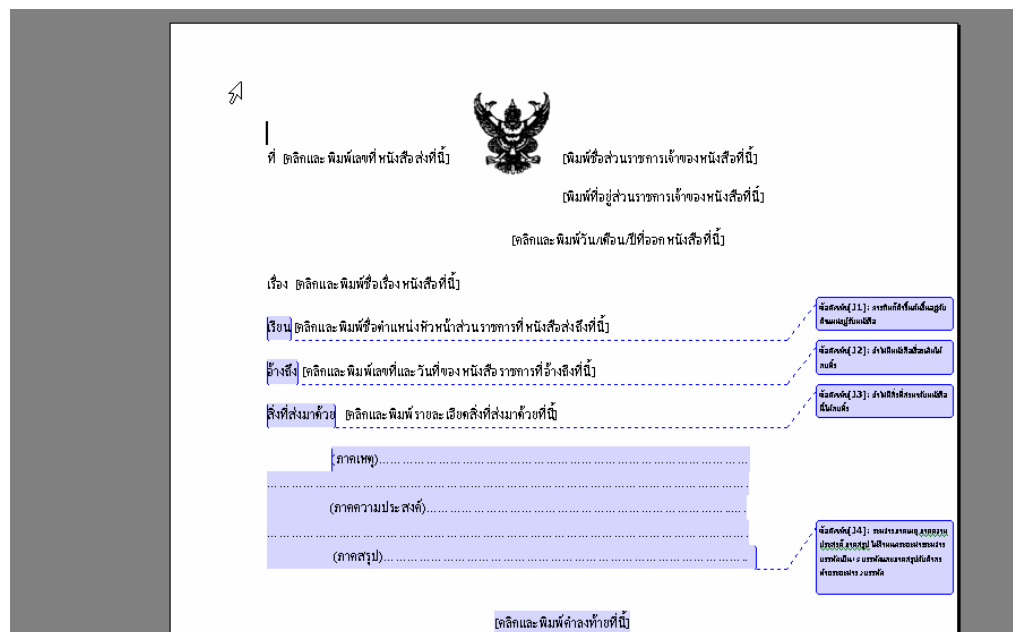 ที่ [คลิกและพิมพ์เลขที่หนังสือส่งที่นี้]
[พิมพ์ชื่อส่วนราชการเจ้าของหนังสือที่นี้]
[พิมพ์ที่อยู่ส่วนราชการเจ้าของหนังสือที่นี้]
[คลิกและพิมพ์วัน/เดือน/ปีที่ออกหนังสือที่นี้]
เรื่อง [คลิกและพิมพ์ชื่อเรื่องหนังสือที่นี้]
เรียน [คลิกและพิมพ์ชื่อตำแหน่งหัวหน้าส่วนราชการที่หนังสือส่งถึงที่นี้]
อ้างถึง [คลิกและพิมพ์เลขที่และวันที่ของหนังสือราชการที่อ้างถึงที่นี้]
สิ่งที่ส่งมาด้วย [คลิกและพิมพ์รายละเอียดสิ่งที่ส่งมาด้วยที่นี้]
(ภาคเหตุ)
(ภาคความประสงค์)
(ภาคสรุป)
[คลิกและพิมพ์คำลงท้ายที่นี้]
[J1]:
[J2]:
[J3]:
[J4]: